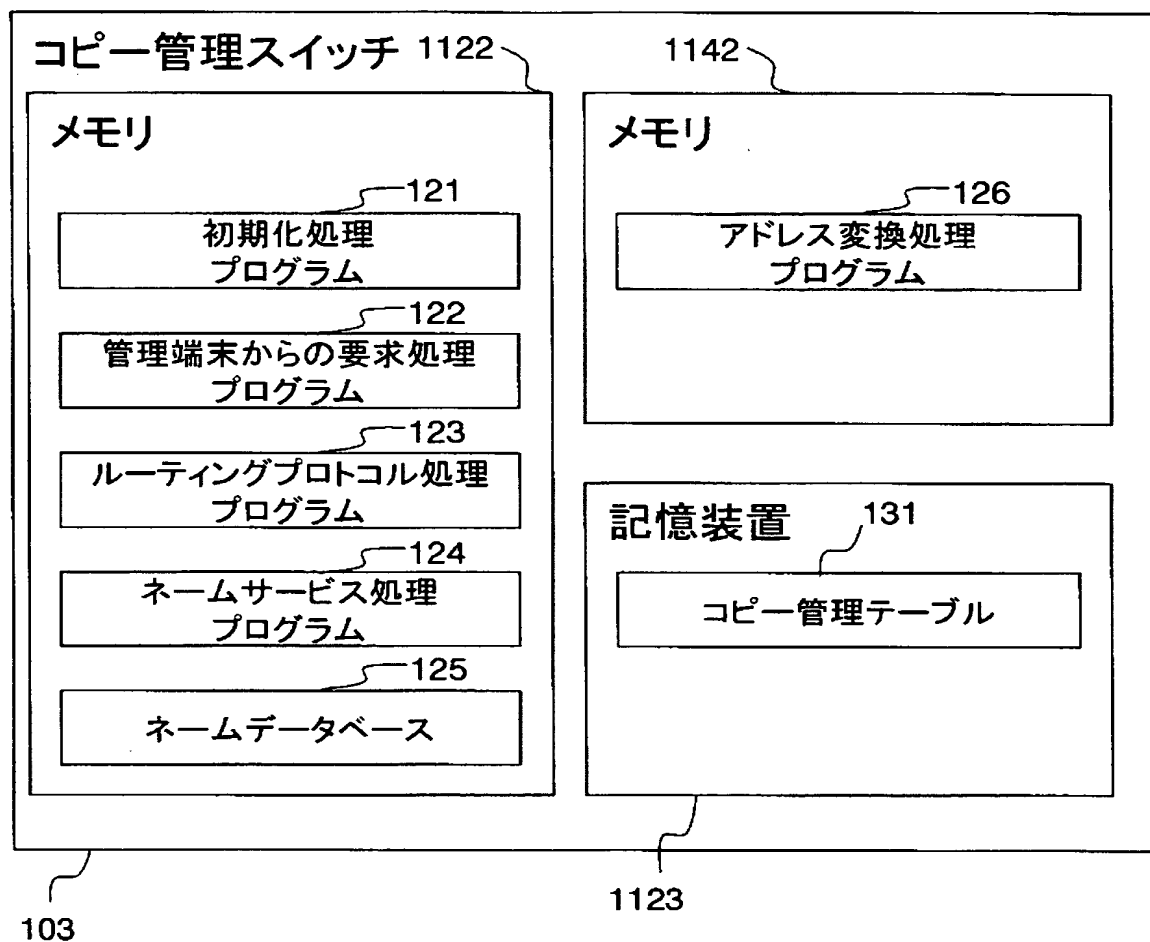 コピー管理スイッチ
1122
1142
メモリ
121
初期化処理
プログラム
122
管理端末からの要求処理
プログラム
123
ルーティングプロトコル処理
プログラム
124
ネームサービス処理
プログラム
125
ネームデータベース
メモリ
126
アドレス変換処理
プログラム
記憶装置
131
コピー管理テーブル
103
1123